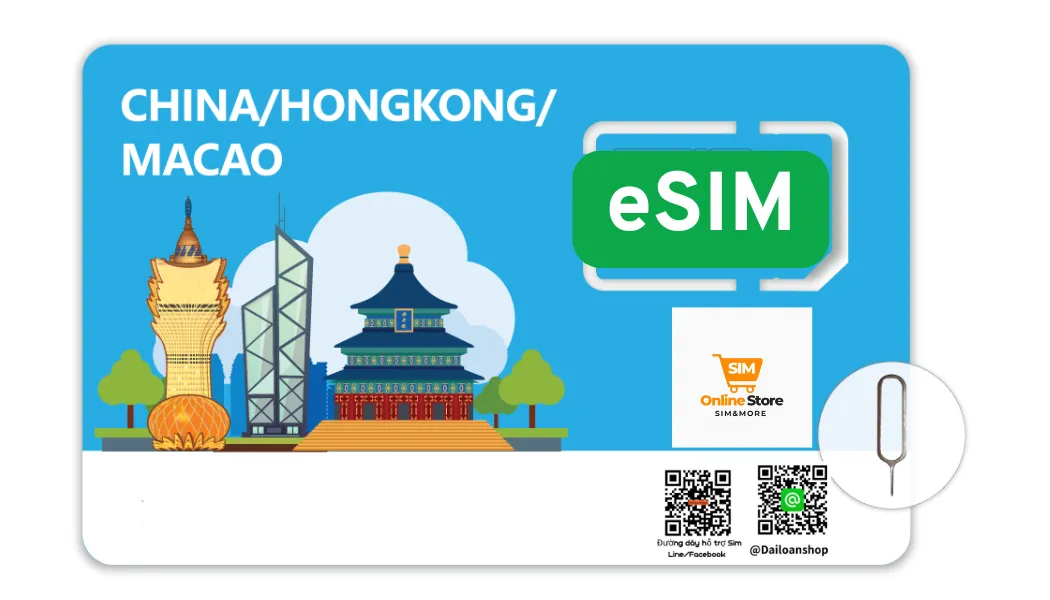 CHINA/HONGKONG/
MACAO
eSIM
SIM
Online Store
SIM&MORE
Đường dây hỗ trợ Sim
Line/Facebook
@Dailoanshop